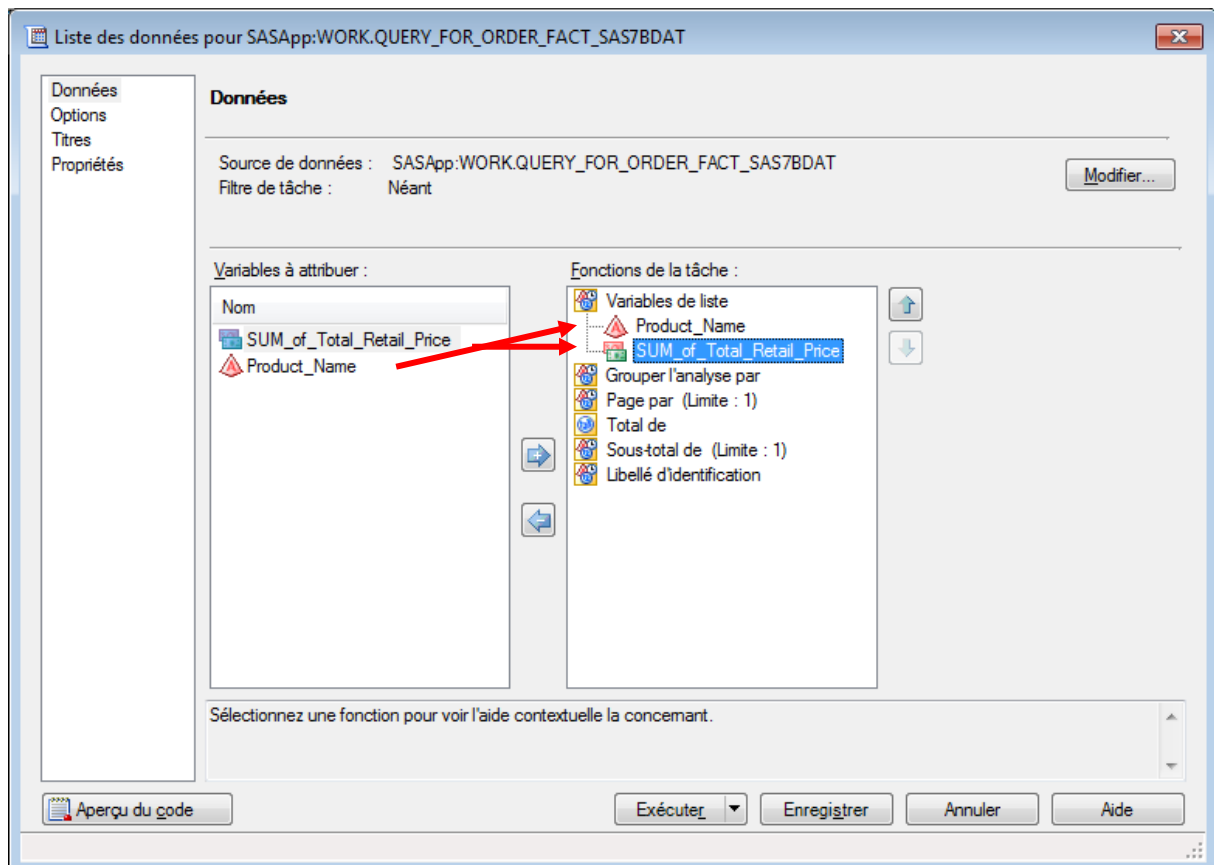 Liste des données pour SASApp:WORK.QUERY_FOR_ORDER_FACT_SAS7BDAT
Données
Options
Titres
Propriétés
Données
Source de données : SASApp:WORK.QUERY_FOR_ORDER_FACT_SAS7BDAT
Filtre de tâche : Néant
Modifier...
Variables à attribuer :
Nom
SUM_of_Total_Retail_Price
Product_Name
Fonctions de la tâche :
Variables de liste
Product_Name
SUM_of_Total_Retail_Price
Grouper l'analyse par
Page par (Limite : 1)
Total de
Sous-total de (Limite : 1)
Libellé d'identification
Sélectionnez une fonction pour voir l'aide contextuelle la concernant.
Aperçu du code
Exécuter
Enregistrer
Annuler
Aide